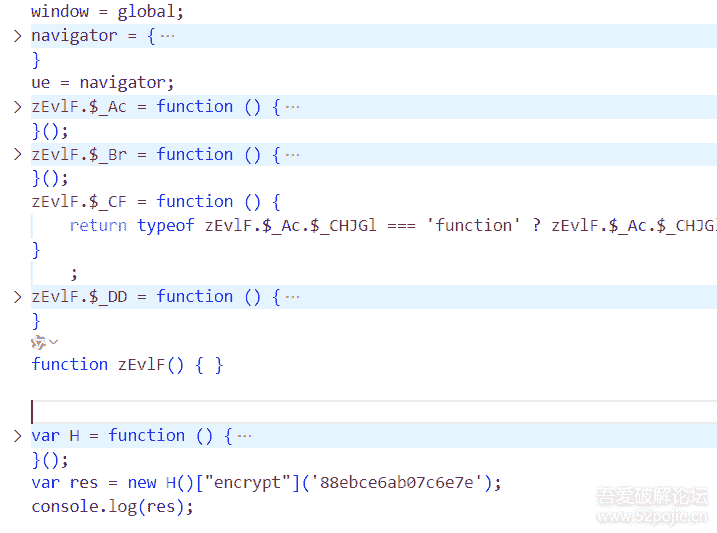 window = global;
navigator = {⋯
}
ue = navigator;
zEvlF.$_Ac = function () {⋯
}();
zEvlF.$_Br = function () {⋯
}();
zEvlF.$_CF = function () {
return typeof zEvlF.$_Ac.$_CHJGl === 'function' ? zEvlF.$_Ac.$_CHJGl
}
;
zEvlF.$_DD = function () {⋯
}
function zEvlF() { }
var H = function () {⋯
}();
var res = new H()["encrypt"]('88ebce6ab07c6e7e');
console.log(res);
吾爱破解论坛
www.52pojie.cn